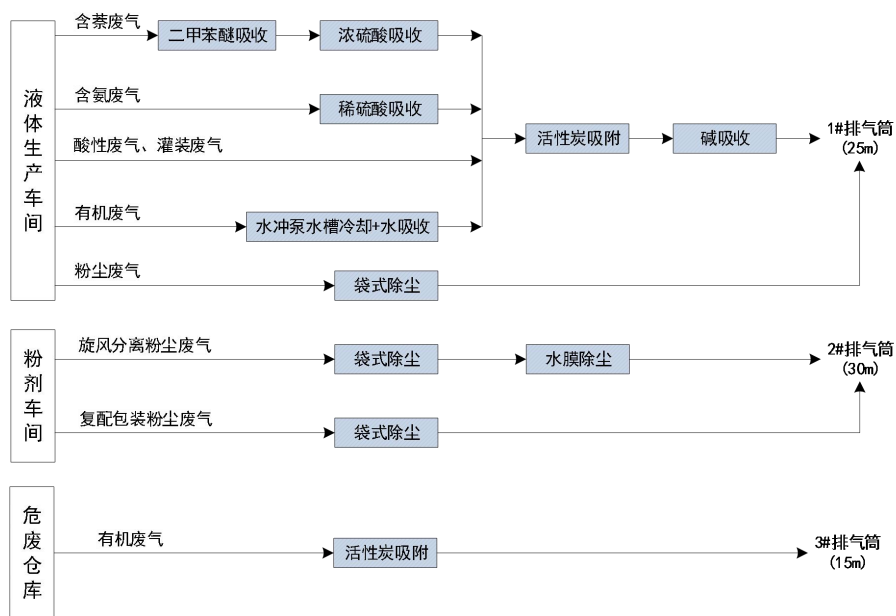 液体生产车间
含萘废气
二甲苯醚吸收
浓硫酸吸收
含氨废气
稀硫酸吸收
酸性废气、灌装废气
活性炭吸附
碱吸收
1#排气筒
(25m)
有机废气
水冲泵水槽冷却+水吸收
粉尘废气
袋式除尘
粉剂车间
旋风分离粉尘废气
袋式除尘
水膜除尘
2#排气筒
(30m)
复配包装粉尘废气
袋式除尘
危废仓库
有机废气
活性炭吸附
3#排气筒
(15m)